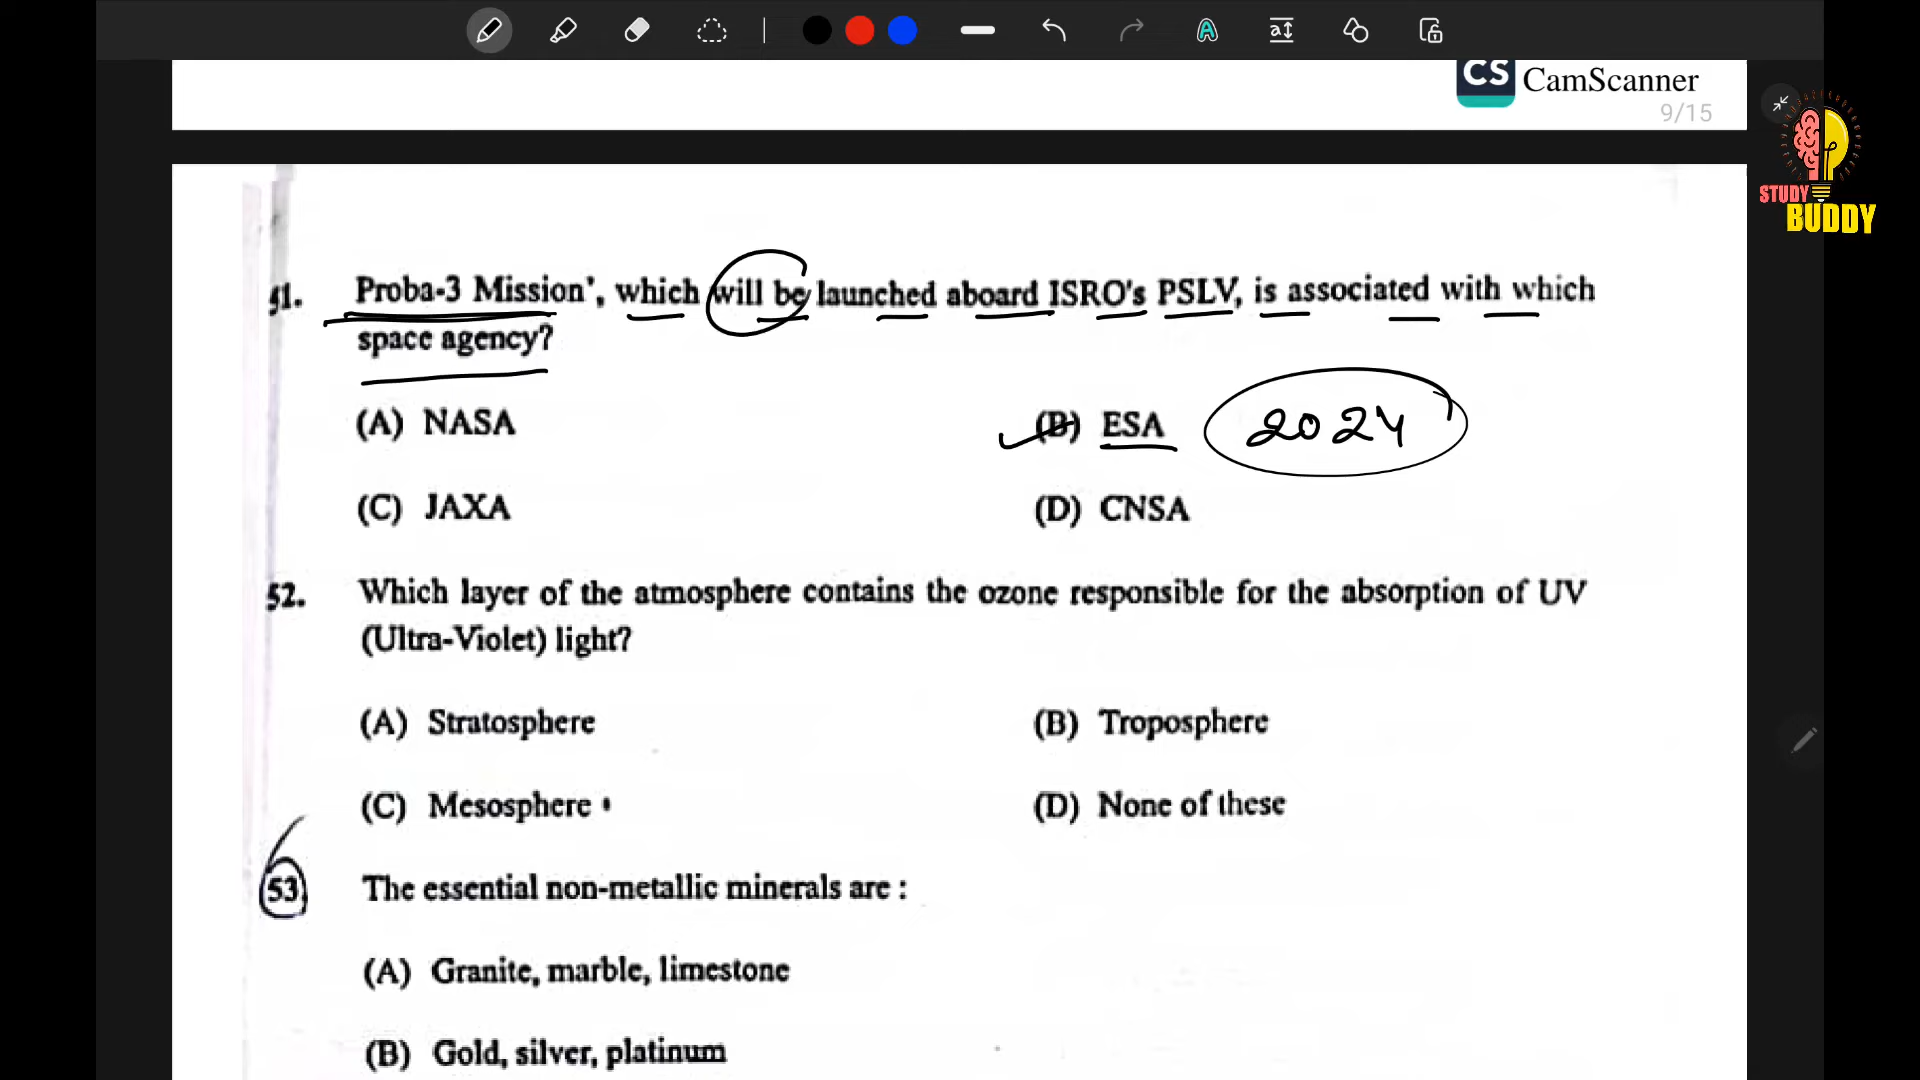 CS CamScanner
9/15
STUDY
BUDDY
51. Proba-3 Mission', which will be launched aboard ISRO's PSLV, is associated with which
space agency?
(A) NASA
(B) ESA
2024
(C) JAXA
(D) CNSA
52. Which layer of the atmosphere contains the ozone responsible for the absorption of UV
(Ultra-Violet) light?
(A) Stratosphere
(B) Troposphere
(C) Mesosphere
(D) None of these
53. The essential non-metallic minerals are :
(A) Granite, marble, limestone
(B) Gold, silver, platinum